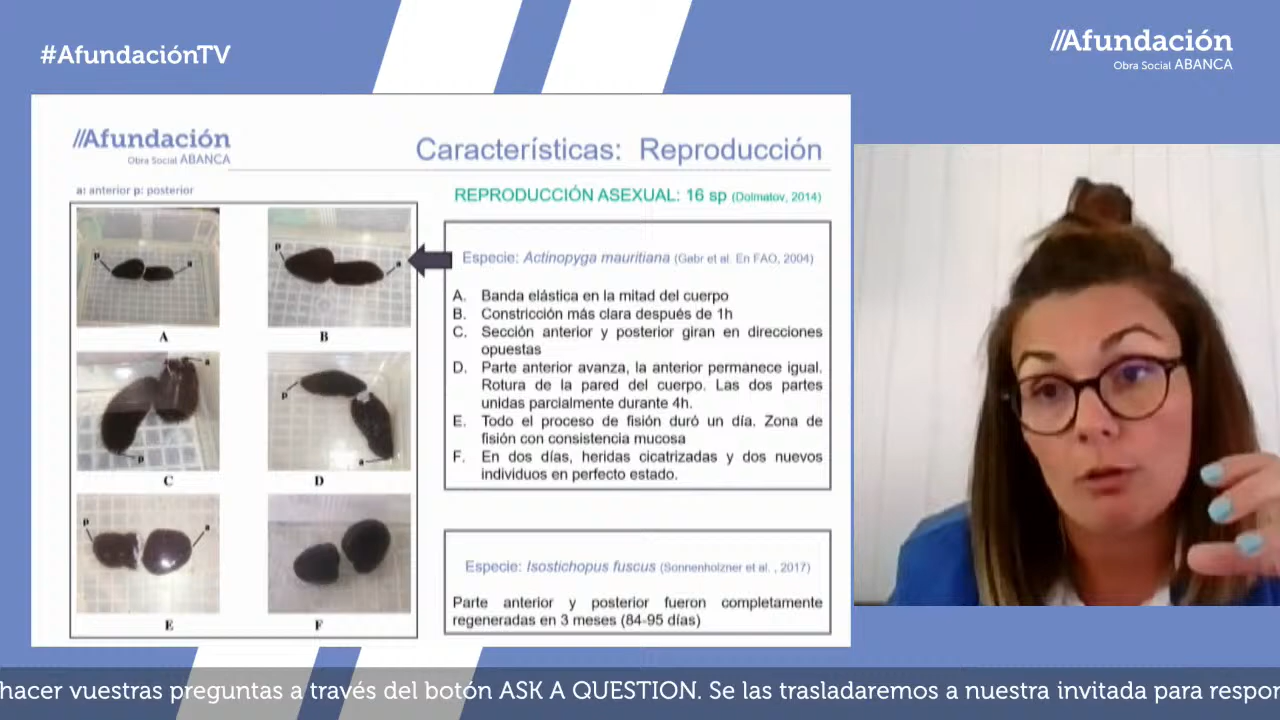 #AfundaciónTV
//Afundación
Obra Social ABANCA
//Afundación
Obra Social ABANCA
Características: Reproducción
a: anterior p: posterior
REPRODUCCIÓN ASEXUAL: 16 sp (Dolmatov, 2014)
p
a
A
p
a
B
a
p
C
p
a
D
p
a
E
F
Especie: Actinopyga mauritiana (Gabr et al. En FAO, 2004)
A. Banda elástica en la mitad del cuerpo
B. Constricción más clara después de 1h
C. Sección anterior y posterior giran en direcciones
opuestas
D. Parte anterior avanza, la anterior permanece igual.
Rotura de la pared del cuerpo. Las dos partes
unidas parcialmente durante 4h.
E. Todo el proceso de fisión duró un día. Zona de
fisión con consistencia mucosa
F. En dos días, heridas cicatrizadas y dos nuevos
individuos en perfecto estado.
Especie: Isostichopus fuscus (Sonnenholzner et al. , 2017)
Parte anterior y posterior fueron completamente
regeneradas en 3 meses (84-95 días)
hacer vuestras preguntas a través del botón ASK A QUESTION. Se las trasladaremos a nuestra invitada para respor